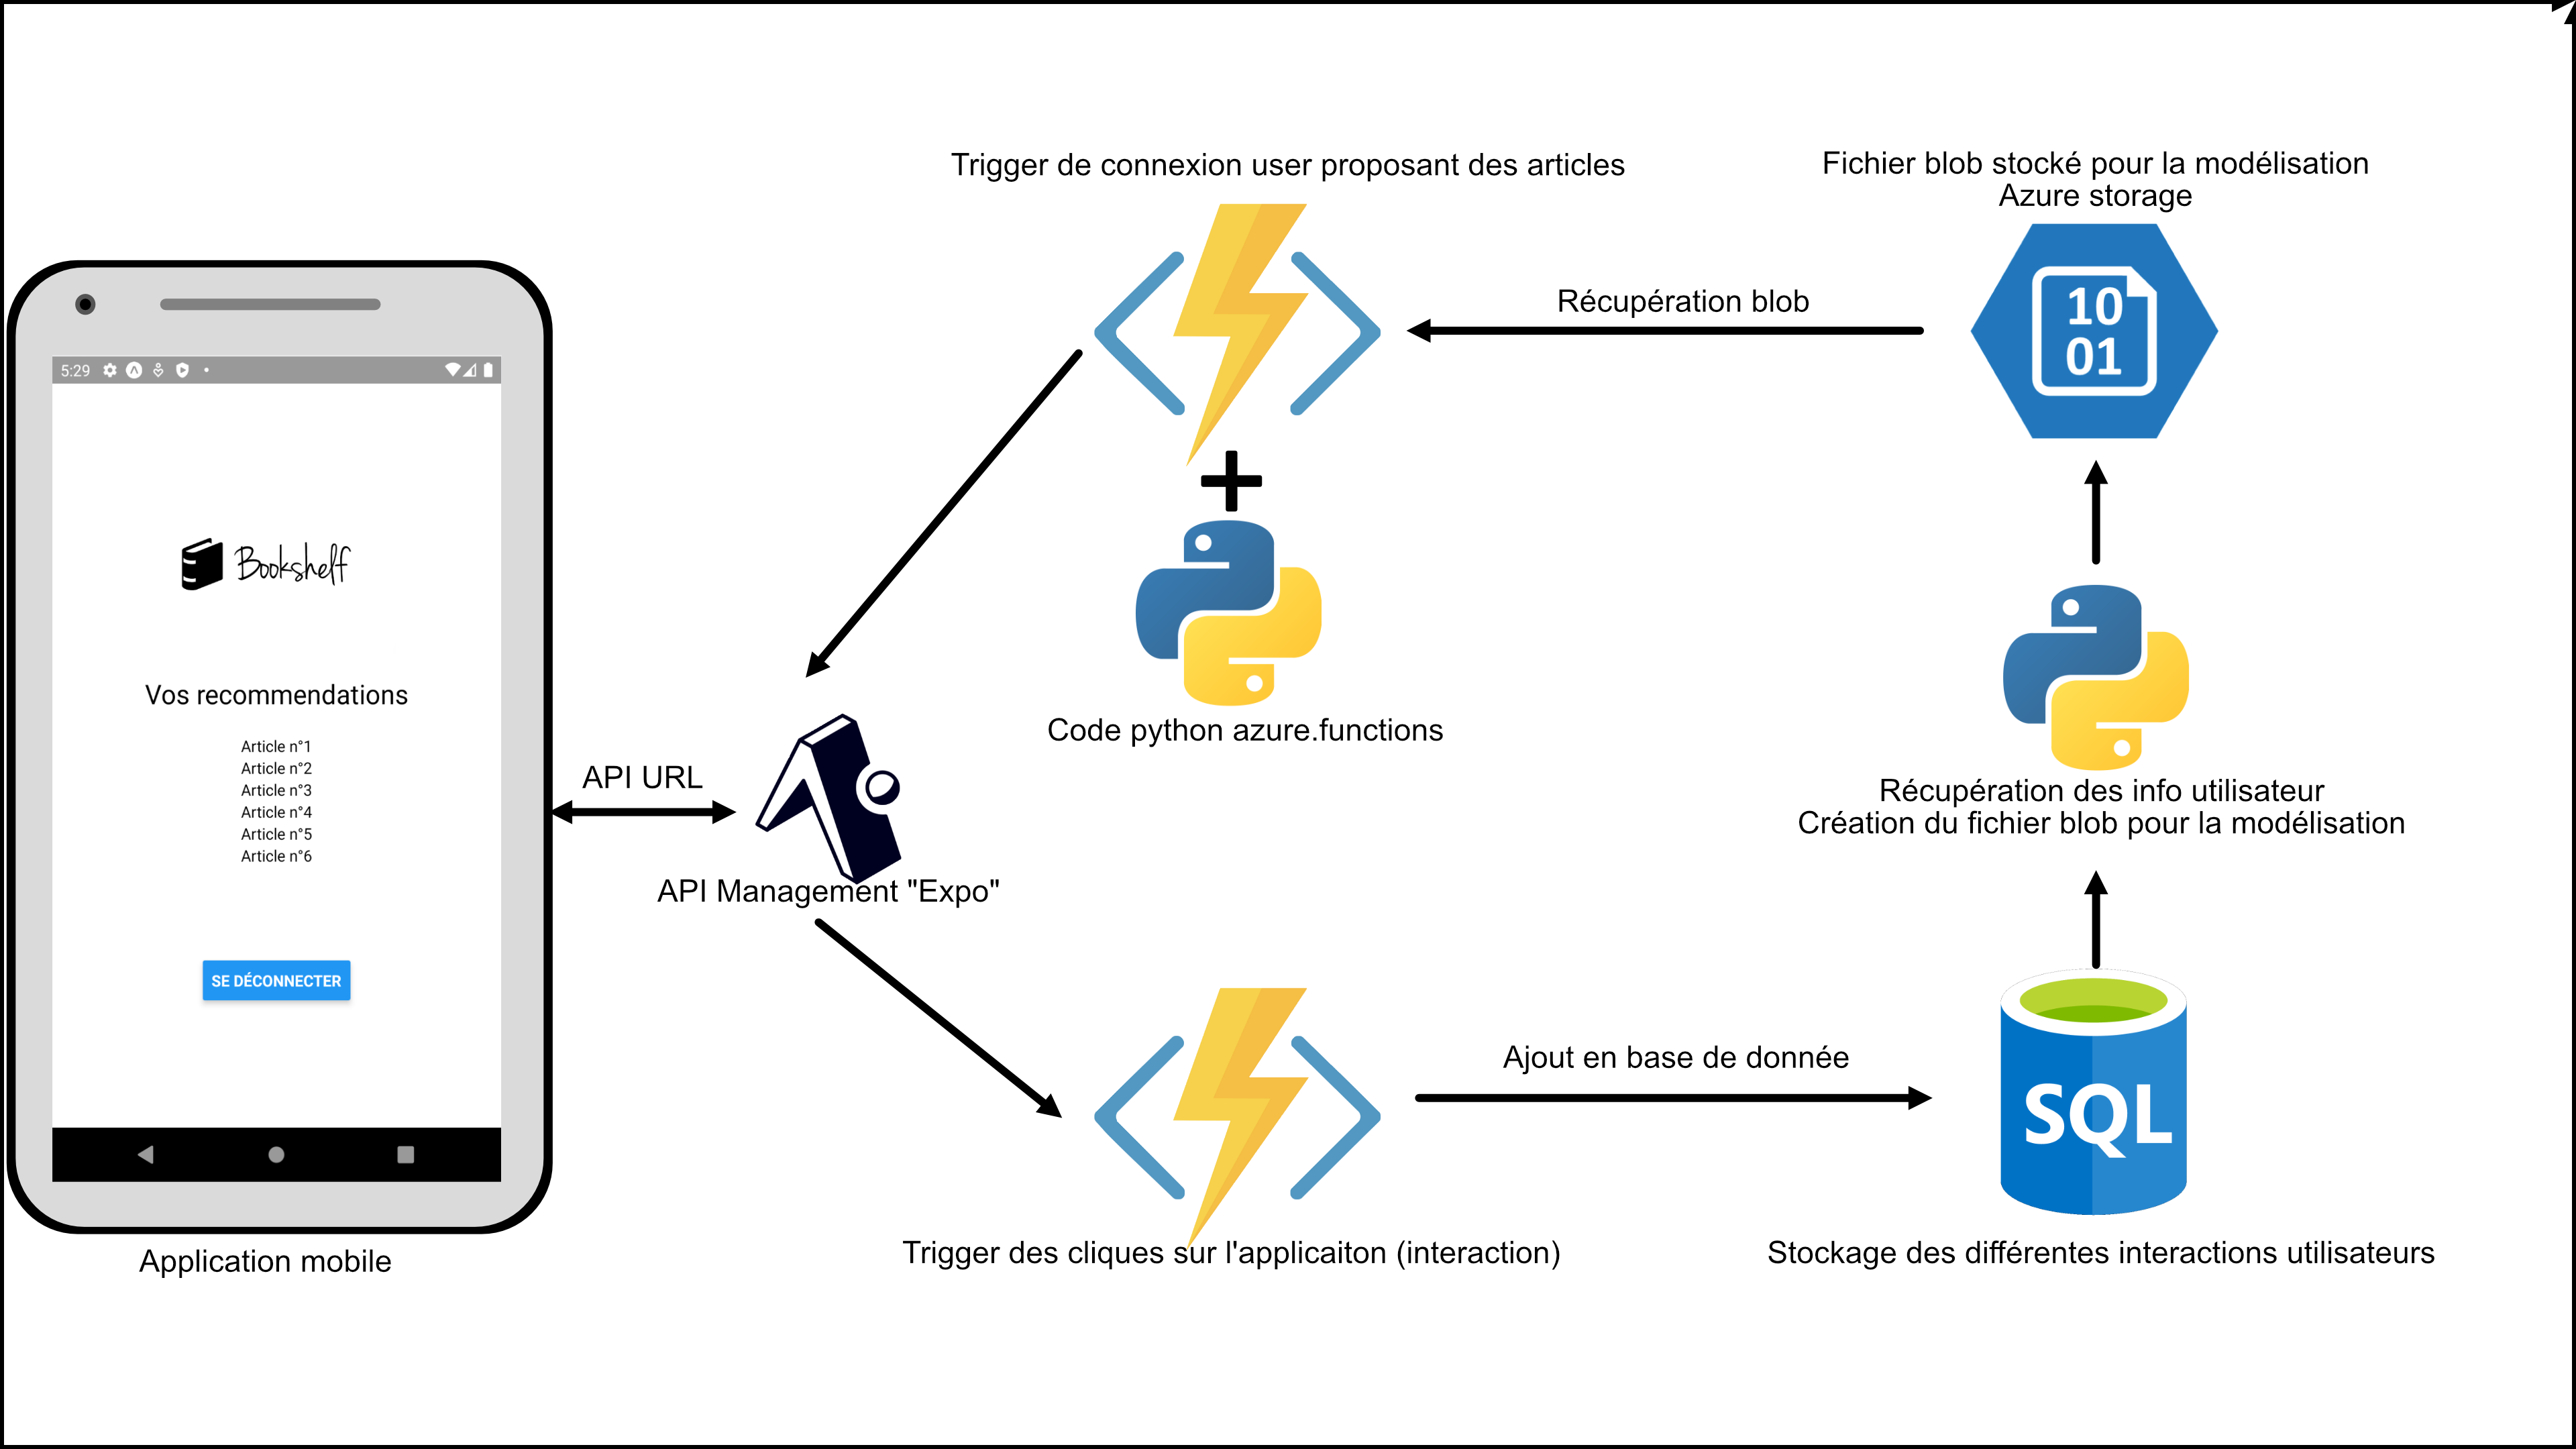 Trigger de connexion user proposant des articles
Fichier blob stocké pour la modélisation
Azure storage
10
01
Récupération blob
5:29
Bookshelf
Vos recommendations
Article n°1
Article n°2
Article n°3
Article n°4
Article n°5
Article n°6
SE DÉCONNECTER
Application mobile
API URL
API Management "Expo"
Code python azure.functions
Récupération des info utilisateur
Création du fichier blob pour la modélisation
Ajout en base de donnée
SQL
Trigger des cliques sur l'applicaiton (interaction)
Stockage des différentes interactions utilisateurs